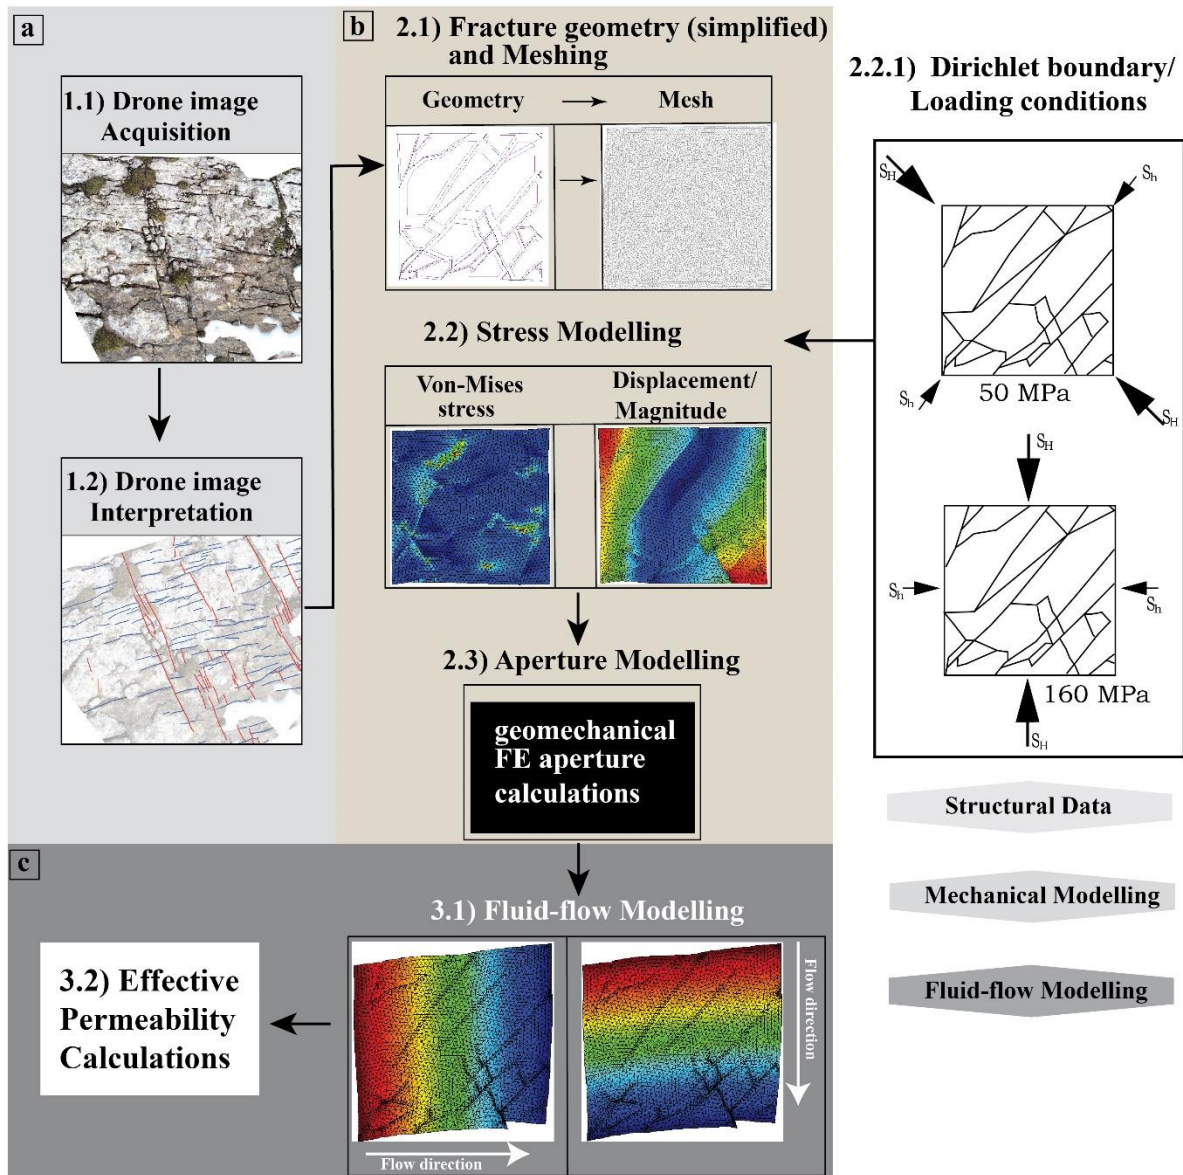 a
1.1) Drone image
Acquisition
1.2) Drone image
Interpretation
b
2.1) Fracture geometry (simplified)
and Meshing
Geometry
Mesh
2.2) Stress Modelling
Von-Mises
stress
Displacement/
Magnitude
2.3) Aperture Modelling
geomechanical
FE aperture
calculations
2.2.1) Dirichlet boundary/
Loading conditions
SH
Sh
Sh
50 MPa
SH
SH
Sh
Sh
160 MPa
SH
Structural Data
Mechanical Modelling
Fluid-flow Modelling
c
3.1) Fluid-flow Modelling
Flow direction
Flow direction
3.2) Effective
Permeability
Calculations